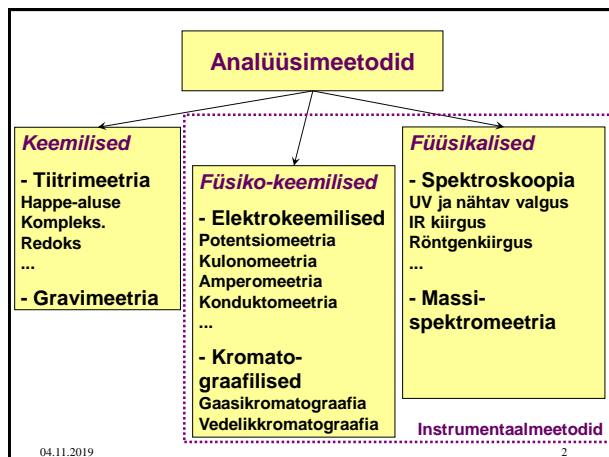 Analüüsimeetodid
Keemilised
- Tiitrimeetria
Happe-aluse
Kompleks.
Redoks
...
- Gravimeetria
Füsiko-keemilised
- Elektrokeemilised
Potentsiomeetria
Kulonomeetria
Amperomeetria
Konduktomeetria
...
- Kromato-
graafilised
Gaasikromatograafia
Vedelikkromatograafia
Füüsikalised
- Spektroskoopia
UV ja nähtav valgus
IR kiirgus
Röntgenkiirgus
...
- Massi-
spektromeetria
Instrumentaalmeetodid
04.11.2019
2